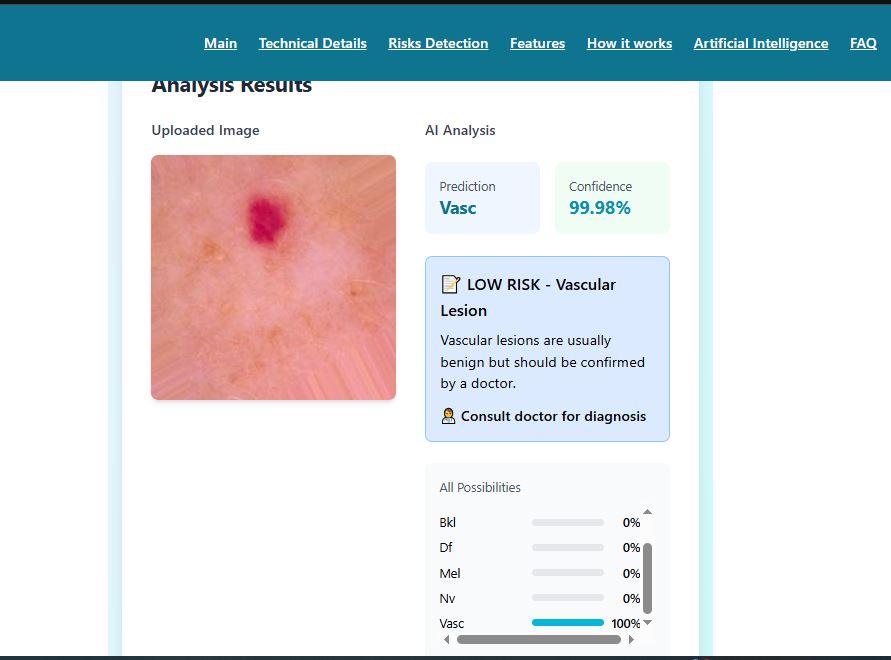 Main Technical Details Risks Detection Features How it works Artificial Intelligence FAQ
Analysis Results
Uploaded Image
AI Analysis
Prediction
Vasc
Confidence
99.98%
LOW RISK - Vascular
Lesion
Vascular lesions are usually
benign but should be confirmed
by a doctor.
Consult doctor for diagnosis
All Possibilities
Bkl 0%
Df 0%
Mel 0%
Nv 0%
Vasc 100%